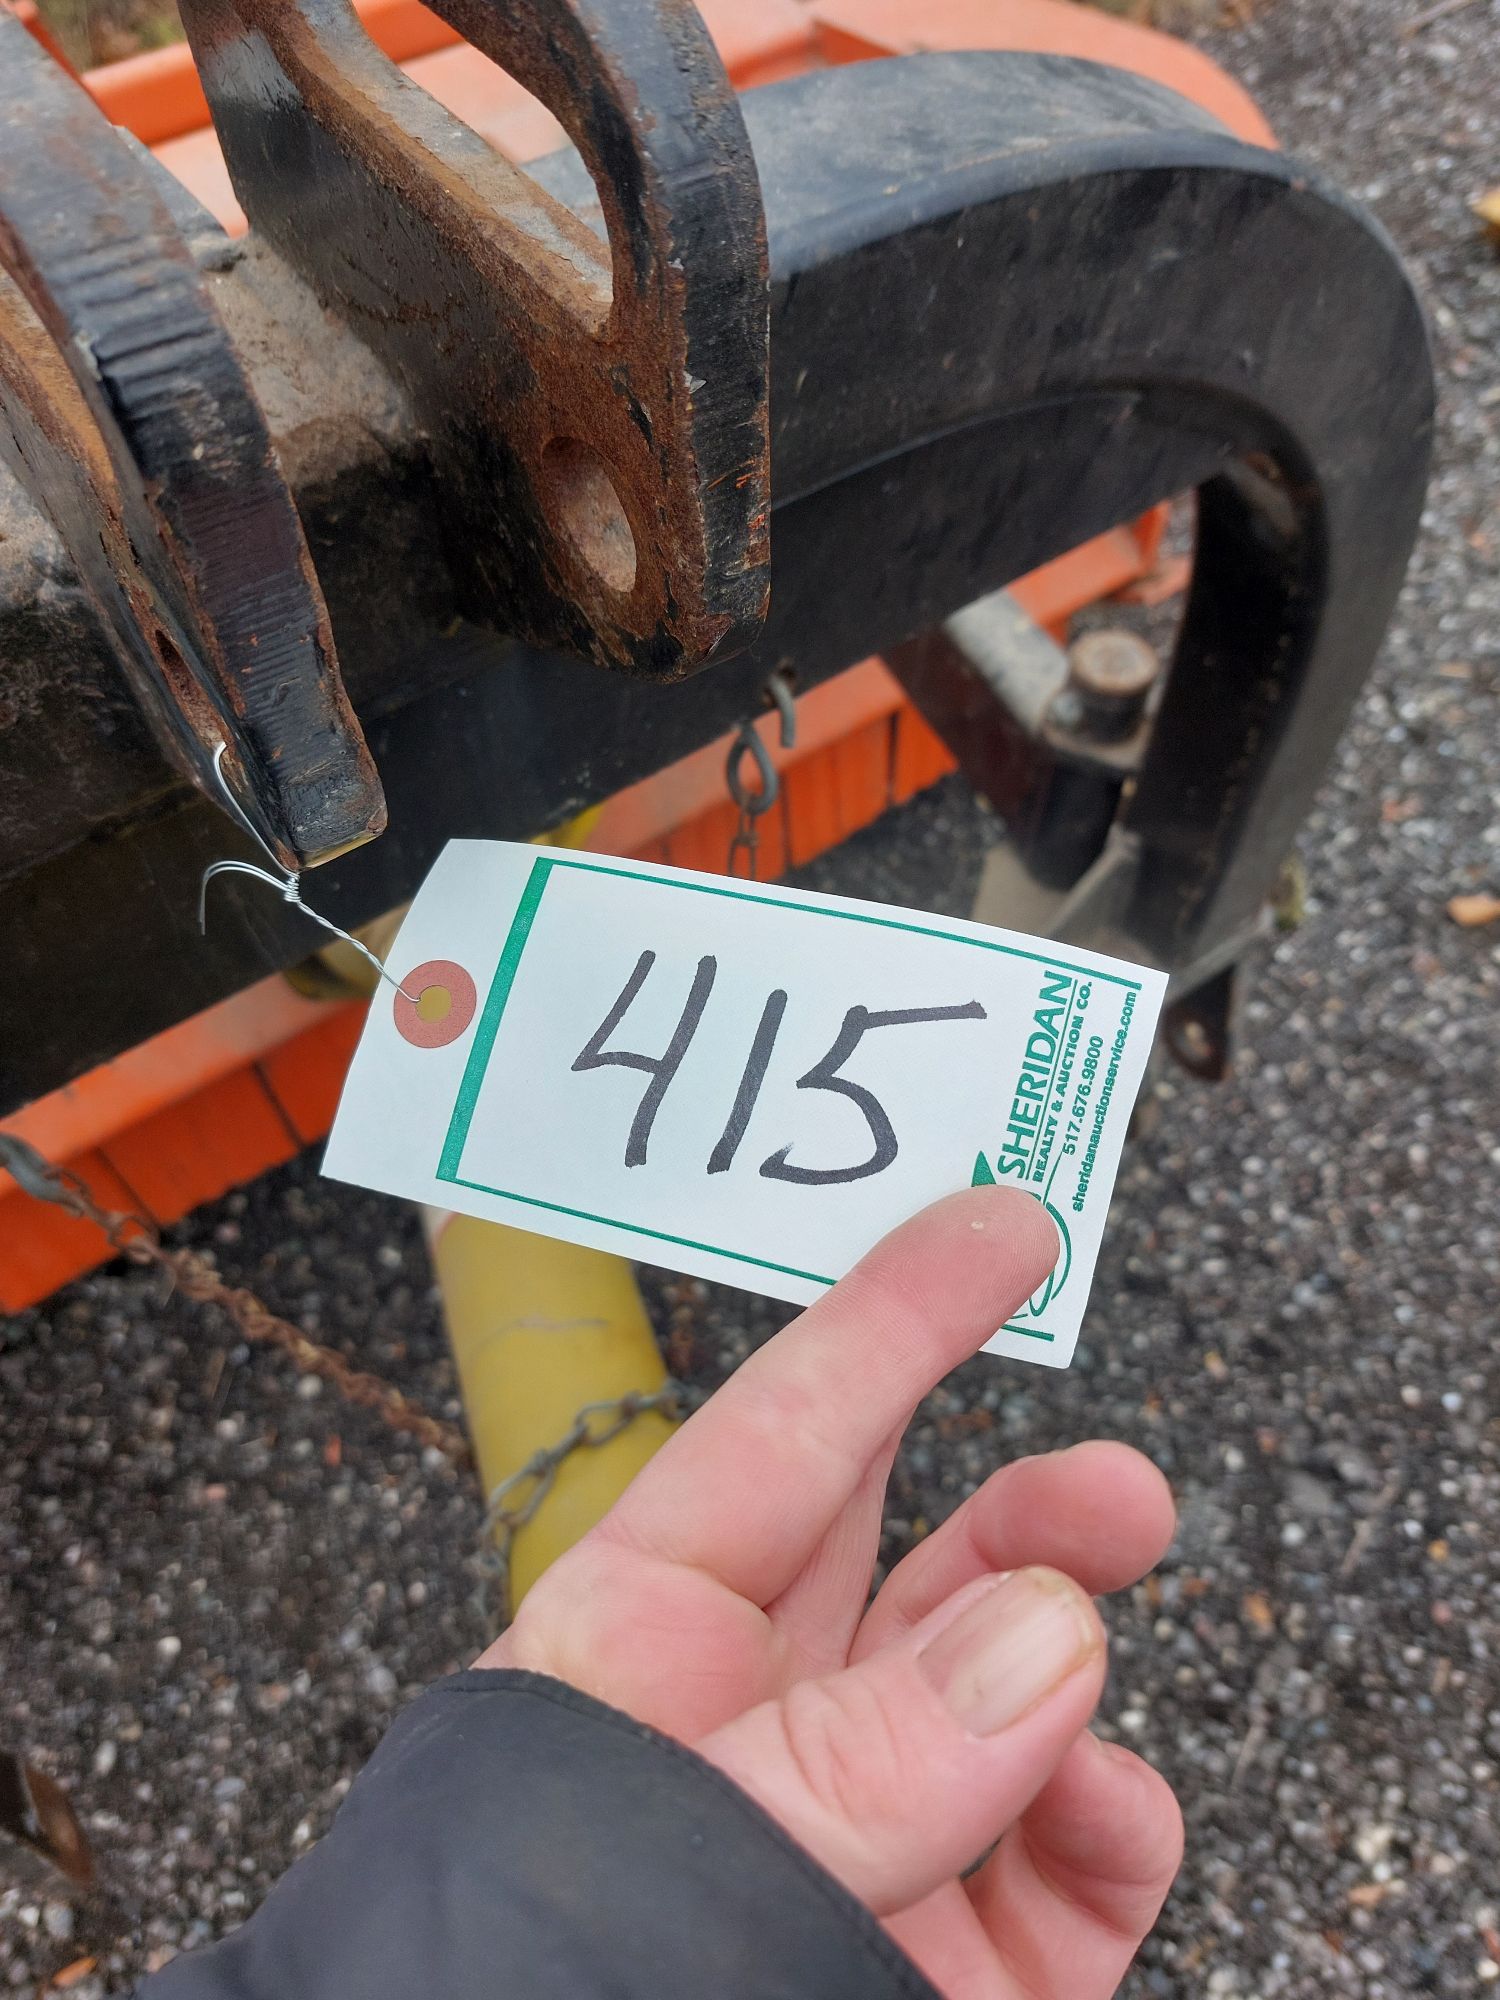 415
SHERIDAN
REALTY & AUCTION CO.
517.676.9800
sheridanauctionservice.com